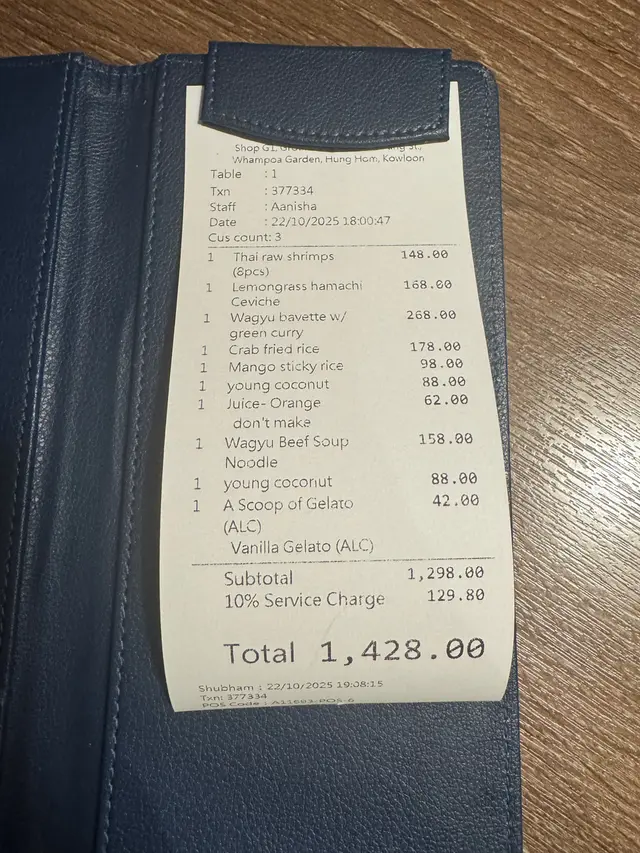 Shop G1,
Whampoa Garden, Hung Hom, Kowloon
Table : 1
Txn : 377334
Staff : Aanisha
Date : 22/10/2025 18:00:47
Cus count: 3
1 Thai raw shrimps 148.00
(8pcs)
1 Lemongrass hamachi 168.00
Ceviche
1 Wagyu bavette w/ 268.00
green curry
1 Crab fried rice 178.00
1 Mango sticky rice 98.00
1 young coconut 88.00
1 Juice- Orange 62.00
don't make
1 Wagyu Beef Soup 158.00
Noodle
1 young coconut 88.00
1 A Scoop of Gelato 42.00
(ALC)
Vanilla Gelato (ALC)
Subtotal 1,298.00
10% Service Charge 129.80
Total 1,428.00
Shubham : 22/10/2025 19:08:15
Txn: 377334
POS Code :